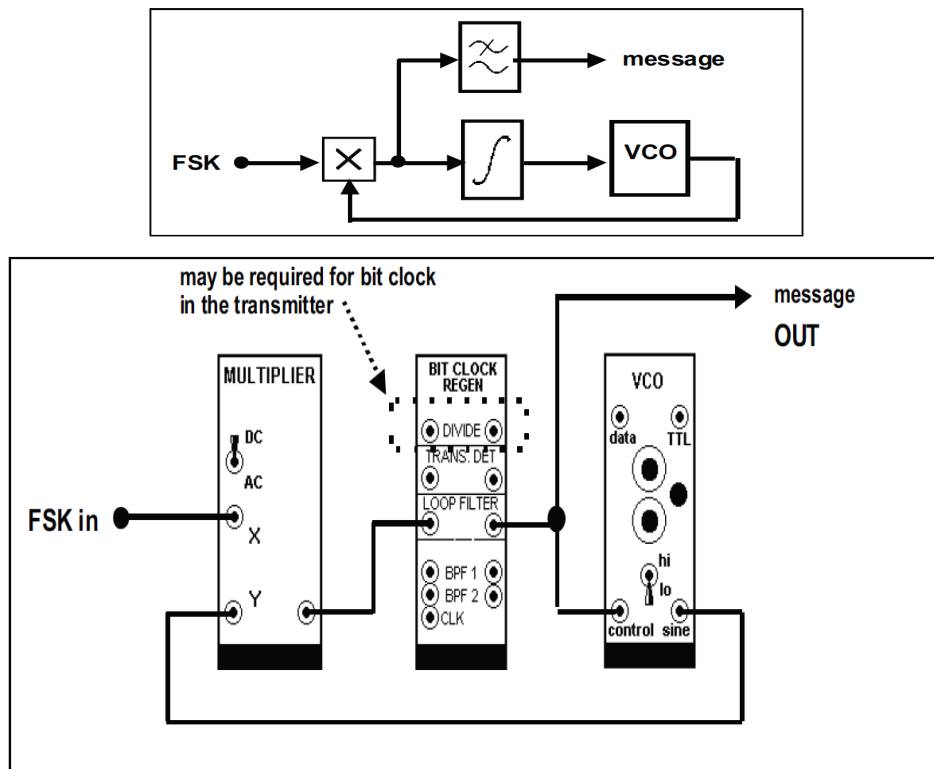 message
FSK
VCO
may be required for bit clock
in the transmitter
message
OUT
MULTIPLIER
DC
AC
X
Y
FSK in
BIT CLOCK
REGEN
DIVIDE
TRANS. DET
LOOP FILTER
BPF 1
BPF 2
CLK
VCO
data
TTL
hi
lo
control
sine